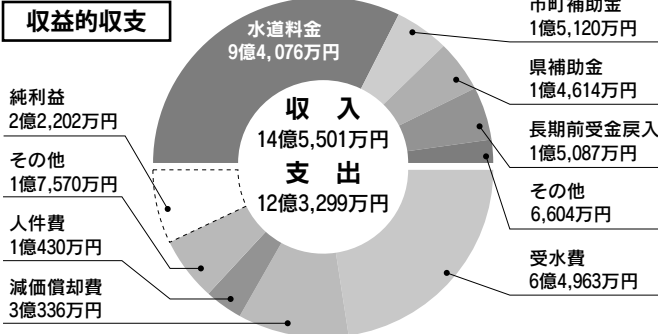 収益的収支
水道料金
9億4,076万円
市町補助金
1億5,120万円
県補助金
1億4,614万円
長期前受金戻入
1億5,087万円
その他
6,604万円
収 入
14億5,501万円
支 出
12億3,299万円
純利益
2億2,202万円
その他
1億7,570万円
人件費
1億430万円
減価償却費
3億336万円
受水費
6億4,963万円